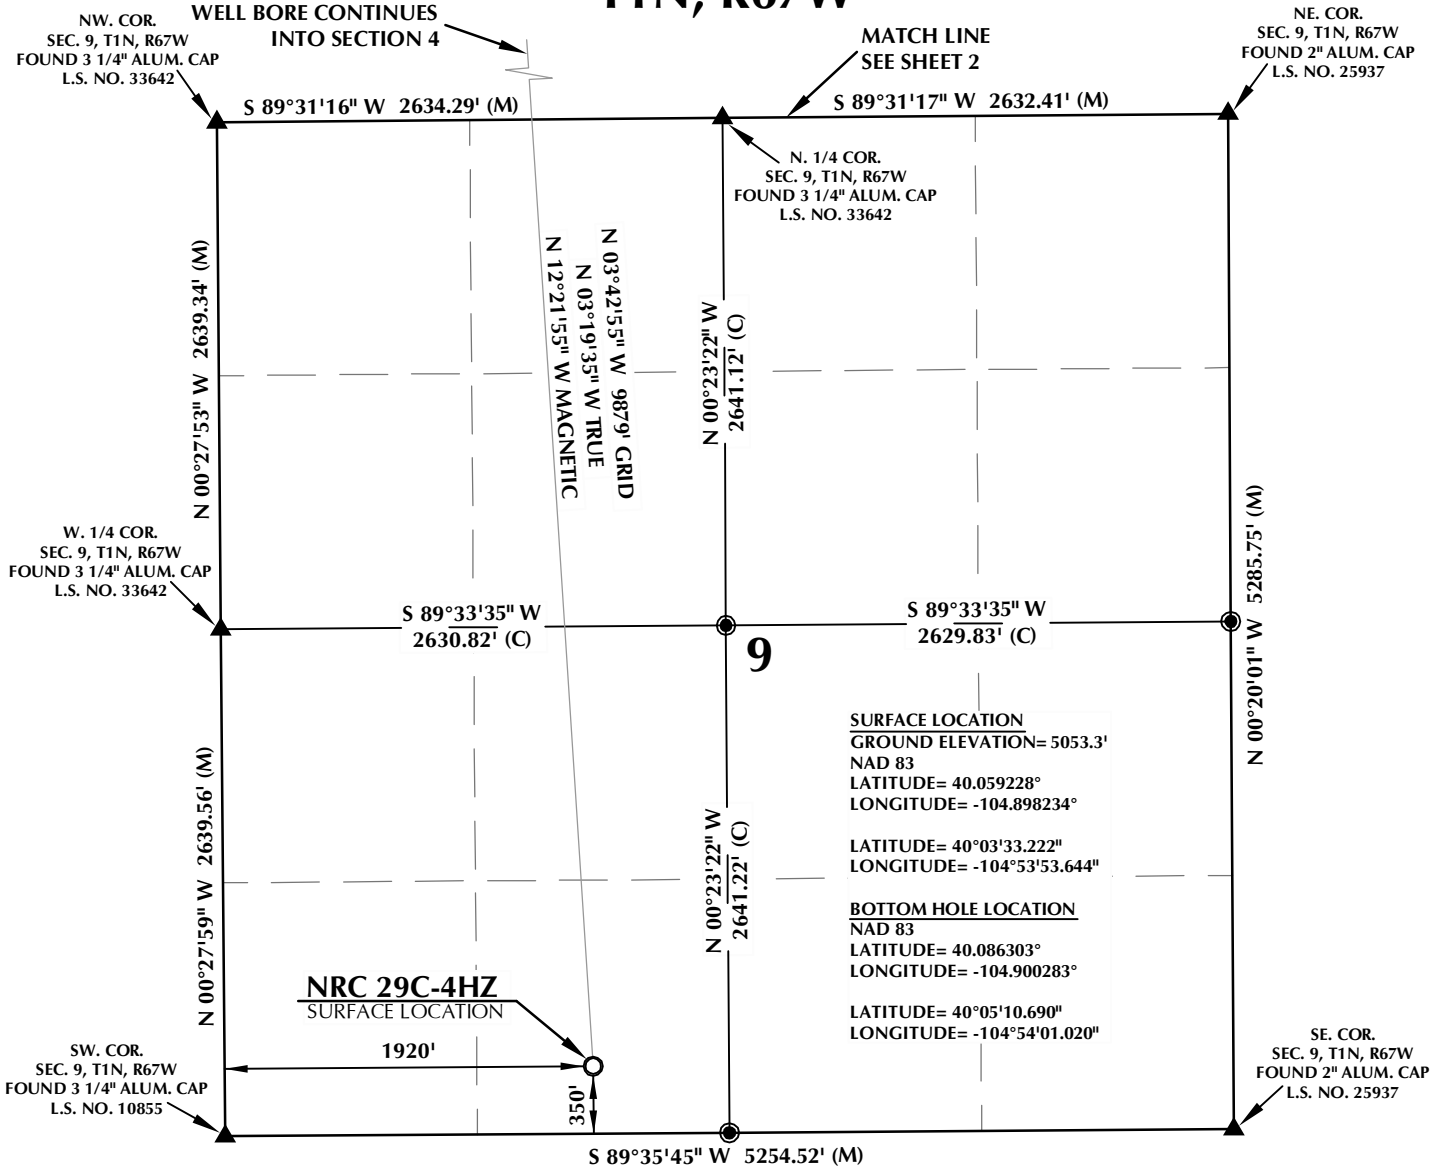 T1N, R67W
WELL BORE CONTINUES
INTO SECTION 4
NW. COR.
SEC. 9, T1N, R67W
FOUND 3 1/4" ALUM. CAP
L.S. NO. 33642
MATCH LINE
SEE SHEET 2
NE. COR.
SEC. 9, T1N, R67W
FOUND 2" ALUM. CAP
L.S. NO. 25937
S 89°31'16" W 2634.29' (M)
S 89°31'17" W 2632.41' (M)
N. 1/4 COR.
SEC. 9, T1N, R67W
FOUND 3 1/4" ALUM. CAP
L.S. NO. 33642
N 00°27'53" W 2639.34' (M)
N 03°42'55" W 9879' GRID
N 03°19'35" W TRUE
N 12°21'55" W MAGNETIC
N 00°23'22" W
2641.12' (C)
N 00°20'01" W 5285.75' (M)
W. 1/4 COR.
SEC. 9, T1N, R67W
FOUND 3 1/4" ALUM. CAP
L.S. NO. 33642
S 89°33'35" W
2630.82' (C)
S 89°33'35" W
2629.83' (C)
9
SURFACE LOCATION
GROUND ELEVATION= 5053.3'
NAD 83
LATITUDE= 40.059228°
LONGITUDE= -104.898234°
LATITUDE= 40°03'33.222"
LONGITUDE= -104°53'53.644"
BOTTOM HOLE LOCATION
NAD 83
LATITUDE= 40.086303°
LONGITUDE= -104.900283°
LATITUDE= 40°05'10.690"
LONGITUDE= -104°54'01.020"
N 00°27'59" W 2639.56' (M)
N 00°23'22" W
2641.22' (C)
NRC 29C-4HZ
SURFACE LOCATION
1920'
350'
SW. COR.
SEC. 9, T1N, R67W
FOUND 3 1/4" ALUM. CAP
L.S. NO. 10855
SE. COR.
SEC. 9, T1N, R67W
FOUND 2" ALUM. CAP
L.S. NO. 25937
S 89°35'45" W 5254.52' (M)